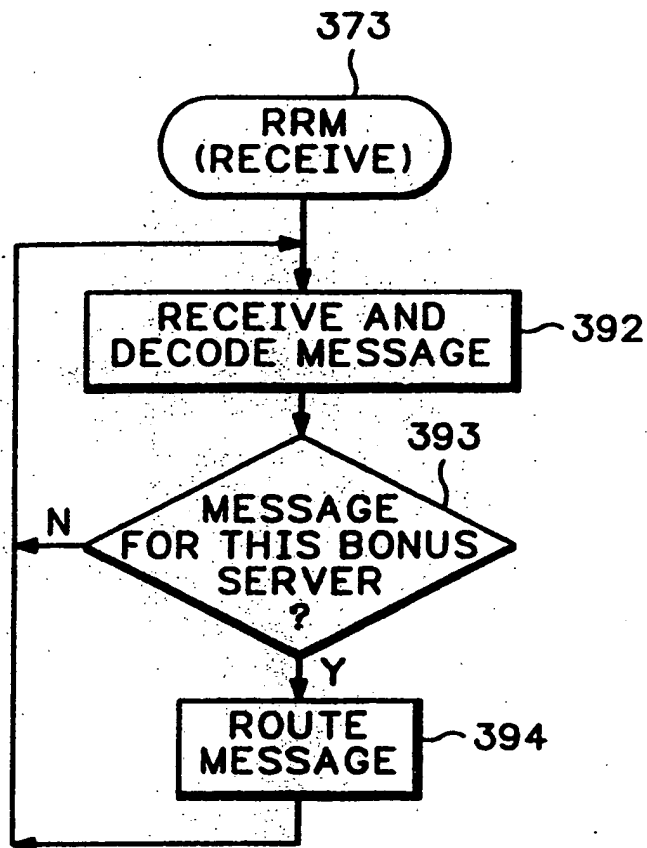 373
RRM
(RECEIVE)
RECEIVE AND
DECODE MESSAGE
392
393
MESSAGE
FOR THIS BONUS
SERVER
?
N
Y
ROUTE
MESSAGE
394